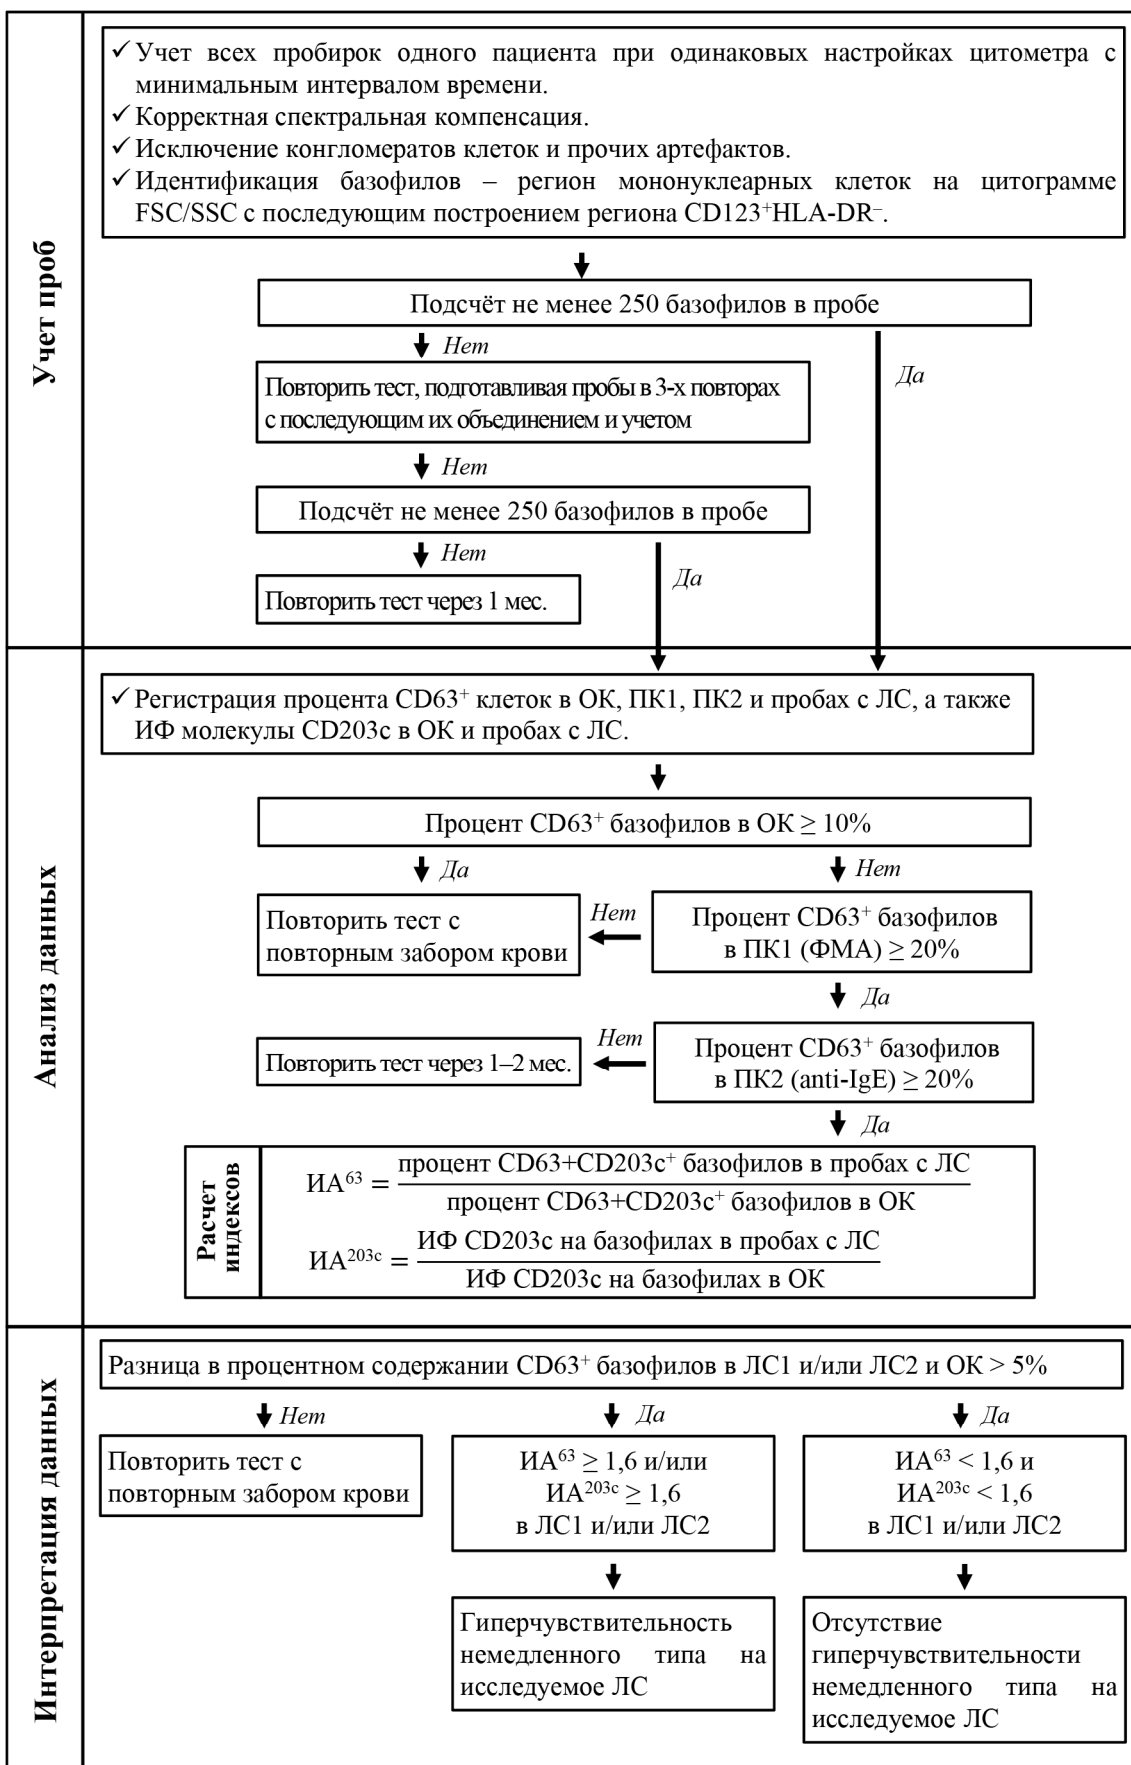 Учет проб
✓ Учет всех пробирок одного пациента при одинаковых настройках цитометра с
минимальным интервалом времени.
✓ Корректная спектральная компенсация.
✓ Исключение конгломератов клеток и прочих артефактов.
✓ Идентификация базофилов – регион мононуклеарных клеток на цитограмме
FSC/SSC с последующим построением региона CD123⁺HLA-DR⁻.
Подсчёт не менее 250 базофилов в пробе
Нет
Да
Повторить тест, подготавливая пробы в 3-х повторах
с последующим их объединением и учетом
Нет
Подсчёт не менее 250 базофилов в пробе
Нет
Да
Повторить тест через 1 мес.
Анализ данных
✓ Регистрация процента CD63⁺ клеток в ОК, ПК1, ПК2 и пробах с ЛС, а также
ИФ молекулы CD203c в ОК и пробах с ЛС.
Процент CD63⁺ базофилов в ОК ≥ 10%
Да
Нет
Повторить тест с
повторным забором крови
Нет
Процент CD63⁺ базофилов
в ПК1 (ФМА) ≥ 20%
Да
Повторить тест через 1–2 мес.
Нет
Процент CD63⁺ базофилов
в ПК2 (anti-IgE) ≥ 20%
Да
Расчет
индексов
ИА⁶³ = процент CD63+CD203c⁺ базофилов в пробах с ЛС
процент CD63+CD203c⁺ базофилов в ОК
ИА²⁰³ᶜ = ИФ CD203c на базофилах в пробах с ЛС
ИФ CD203c на базофилах в ОК
Интерпретация данных
Разница в процентном содержании CD63⁺ базофилов в ЛС1 и/или ЛС2 и ОК > 5%
Нет
Да
Да
Повторить тест с
повторным забором крови
ИА⁶³ ≥ 1,6 и/или
ИА²⁰³ᶜ ≥ 1,6
в ЛС1 и/или ЛС2
ИА⁶³ < 1,6 и
ИА²⁰³ᶜ < 1,6
в ЛС1 и/или ЛС2
Гиперчувствительность
немедленного типа на
исследуемое ЛС
Отсутствие
гиперчувствительности
немедленного типа на
исследуемое ЛС